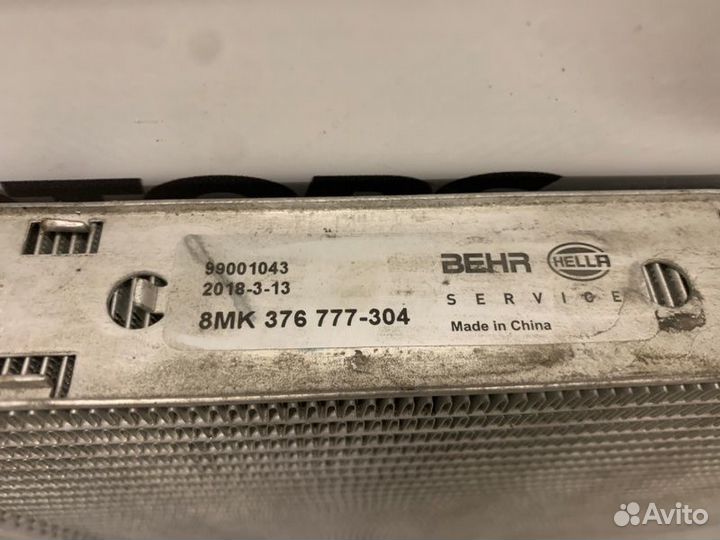 99001043
2018-3-13
8MK 376 777-304
BEHR HELLA
SERVICE
Made in China
Avito